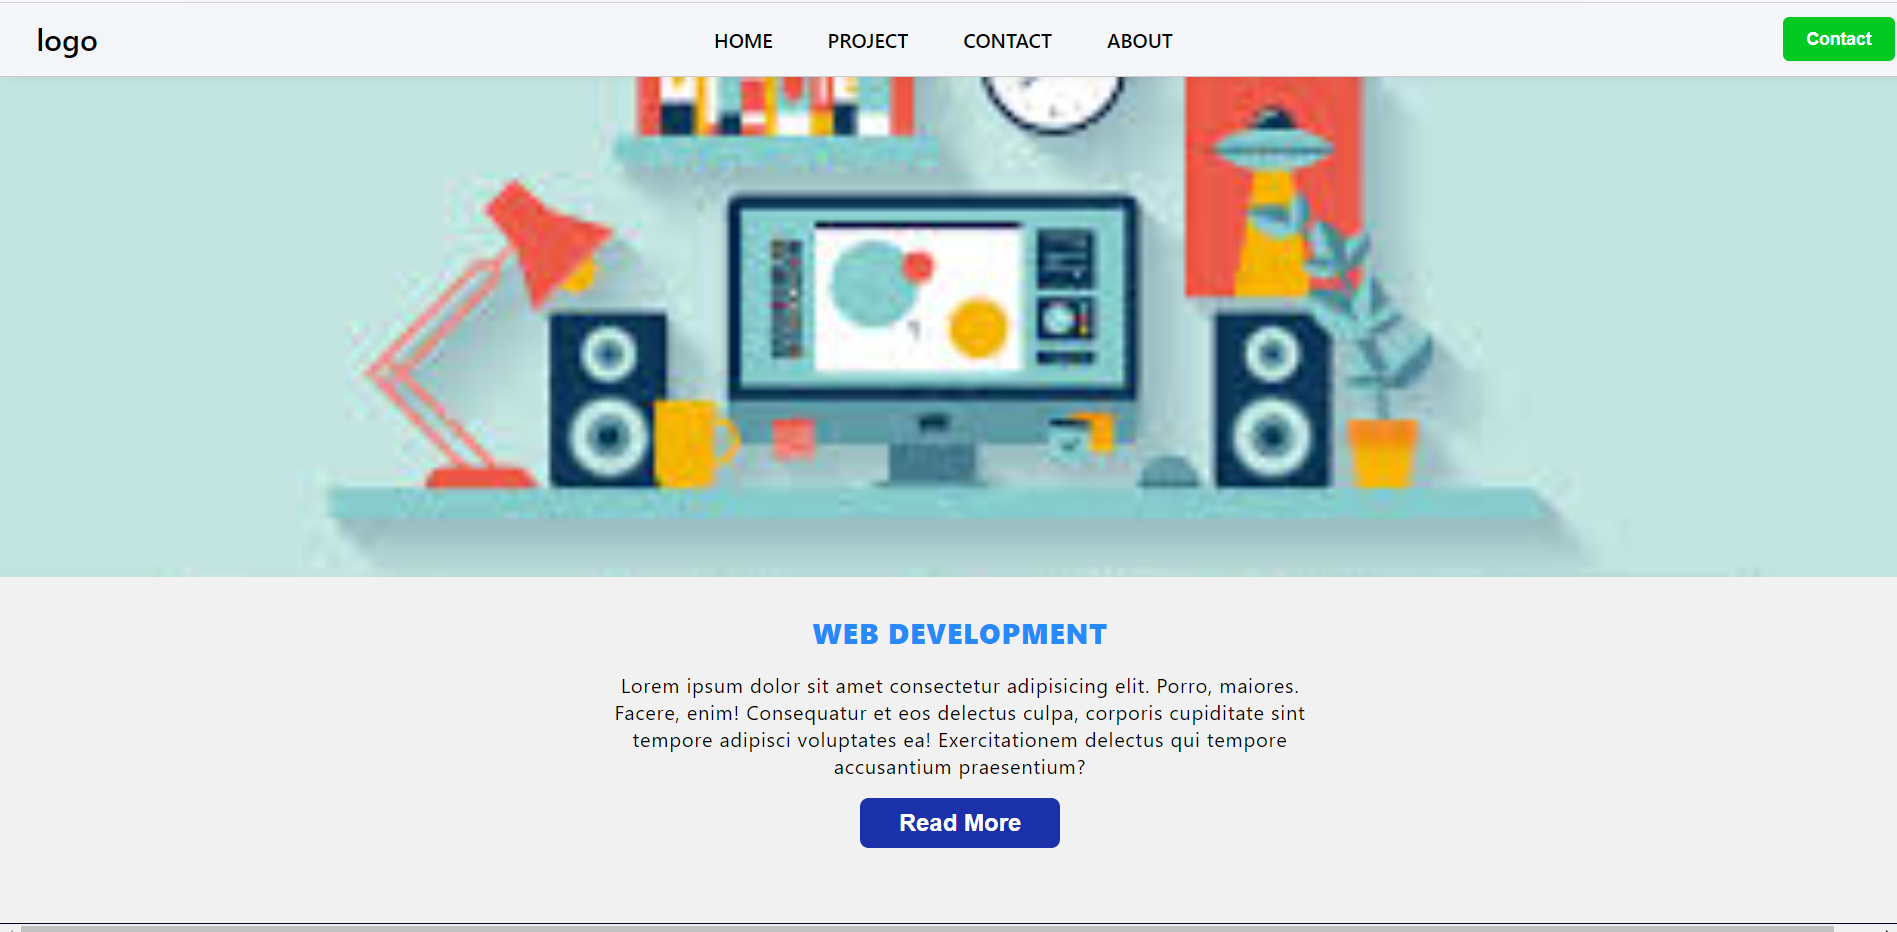 logo
HOME PROJECT CONTACT ABOUT
Contact
WEB DEVELOPMENT
Lorem ipsum dolor sit amet consectetur adipisicing elit. Porro, maiores.
Facere, enim! Consequatur et eos delectus culpa, corporis cupiditate sint
tempore adipisci voluptates ea! Exercitationem delectus qui tempore
accusantium praesentium?
Read More